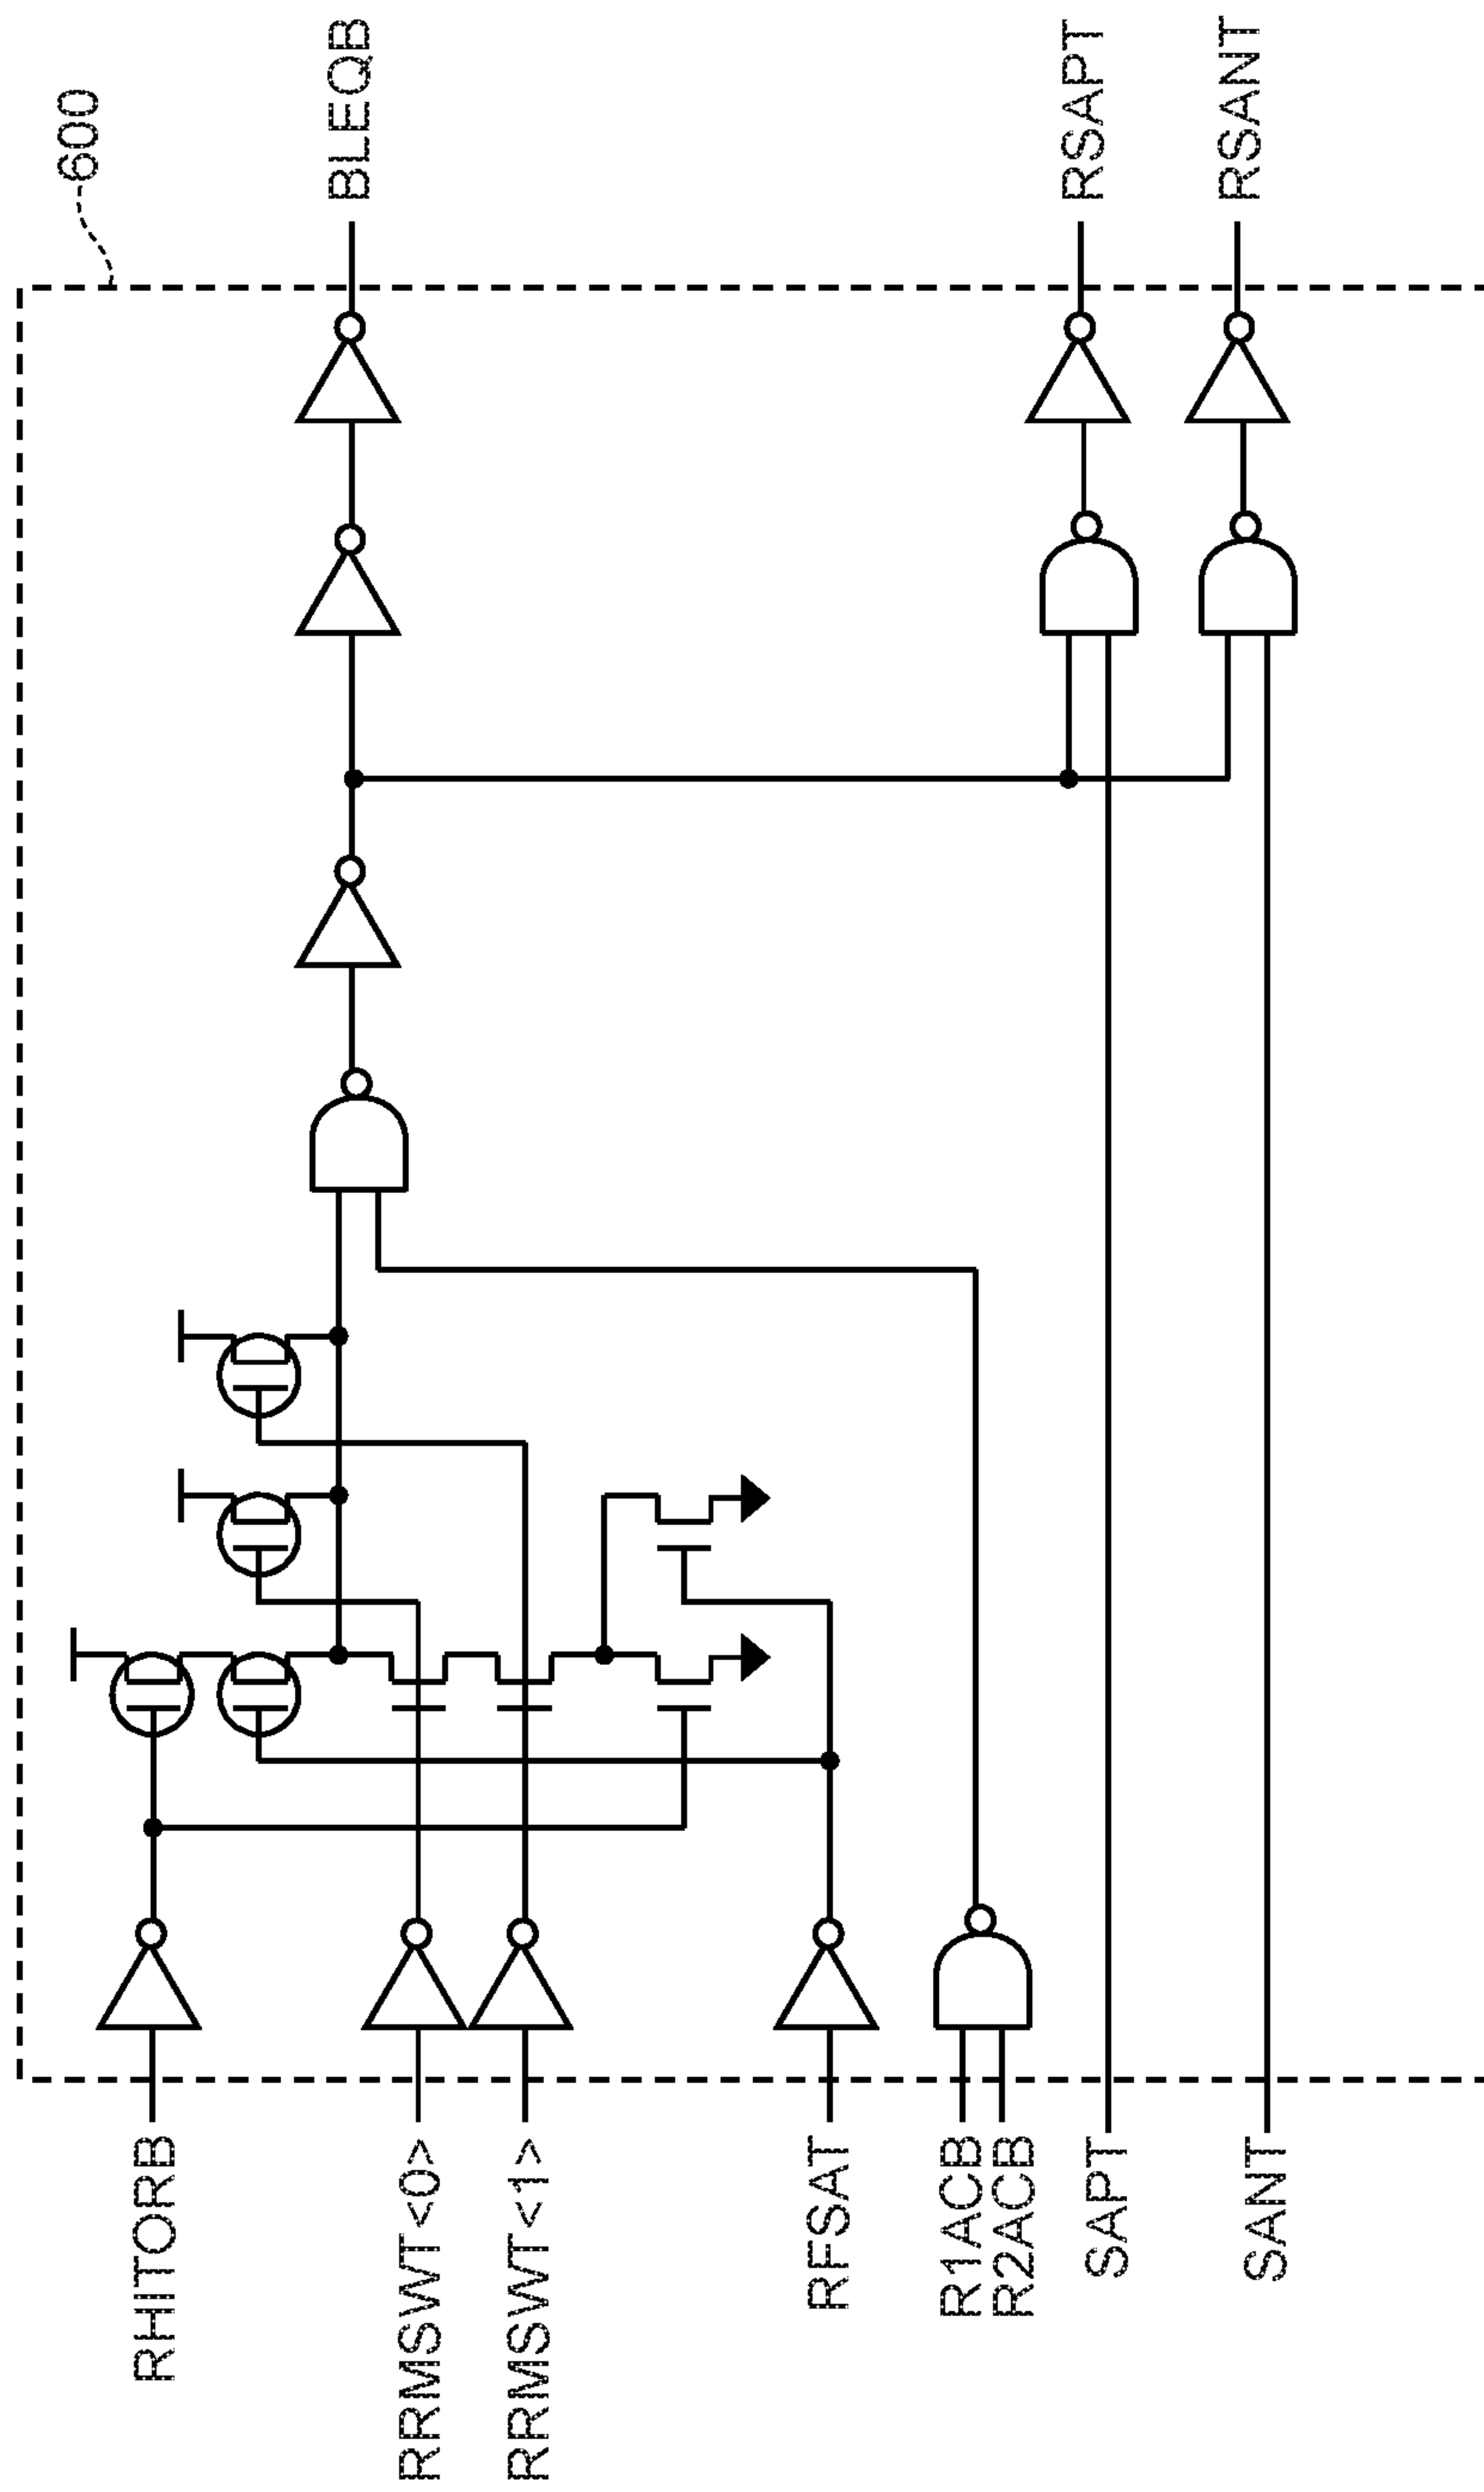 600
RHITORB
RRMSWT<0>
RRMSWT<1>
RFSAT
R1ACB
R2ACB
SAPT
SANT
BLEQB
RSAPT
RSANT